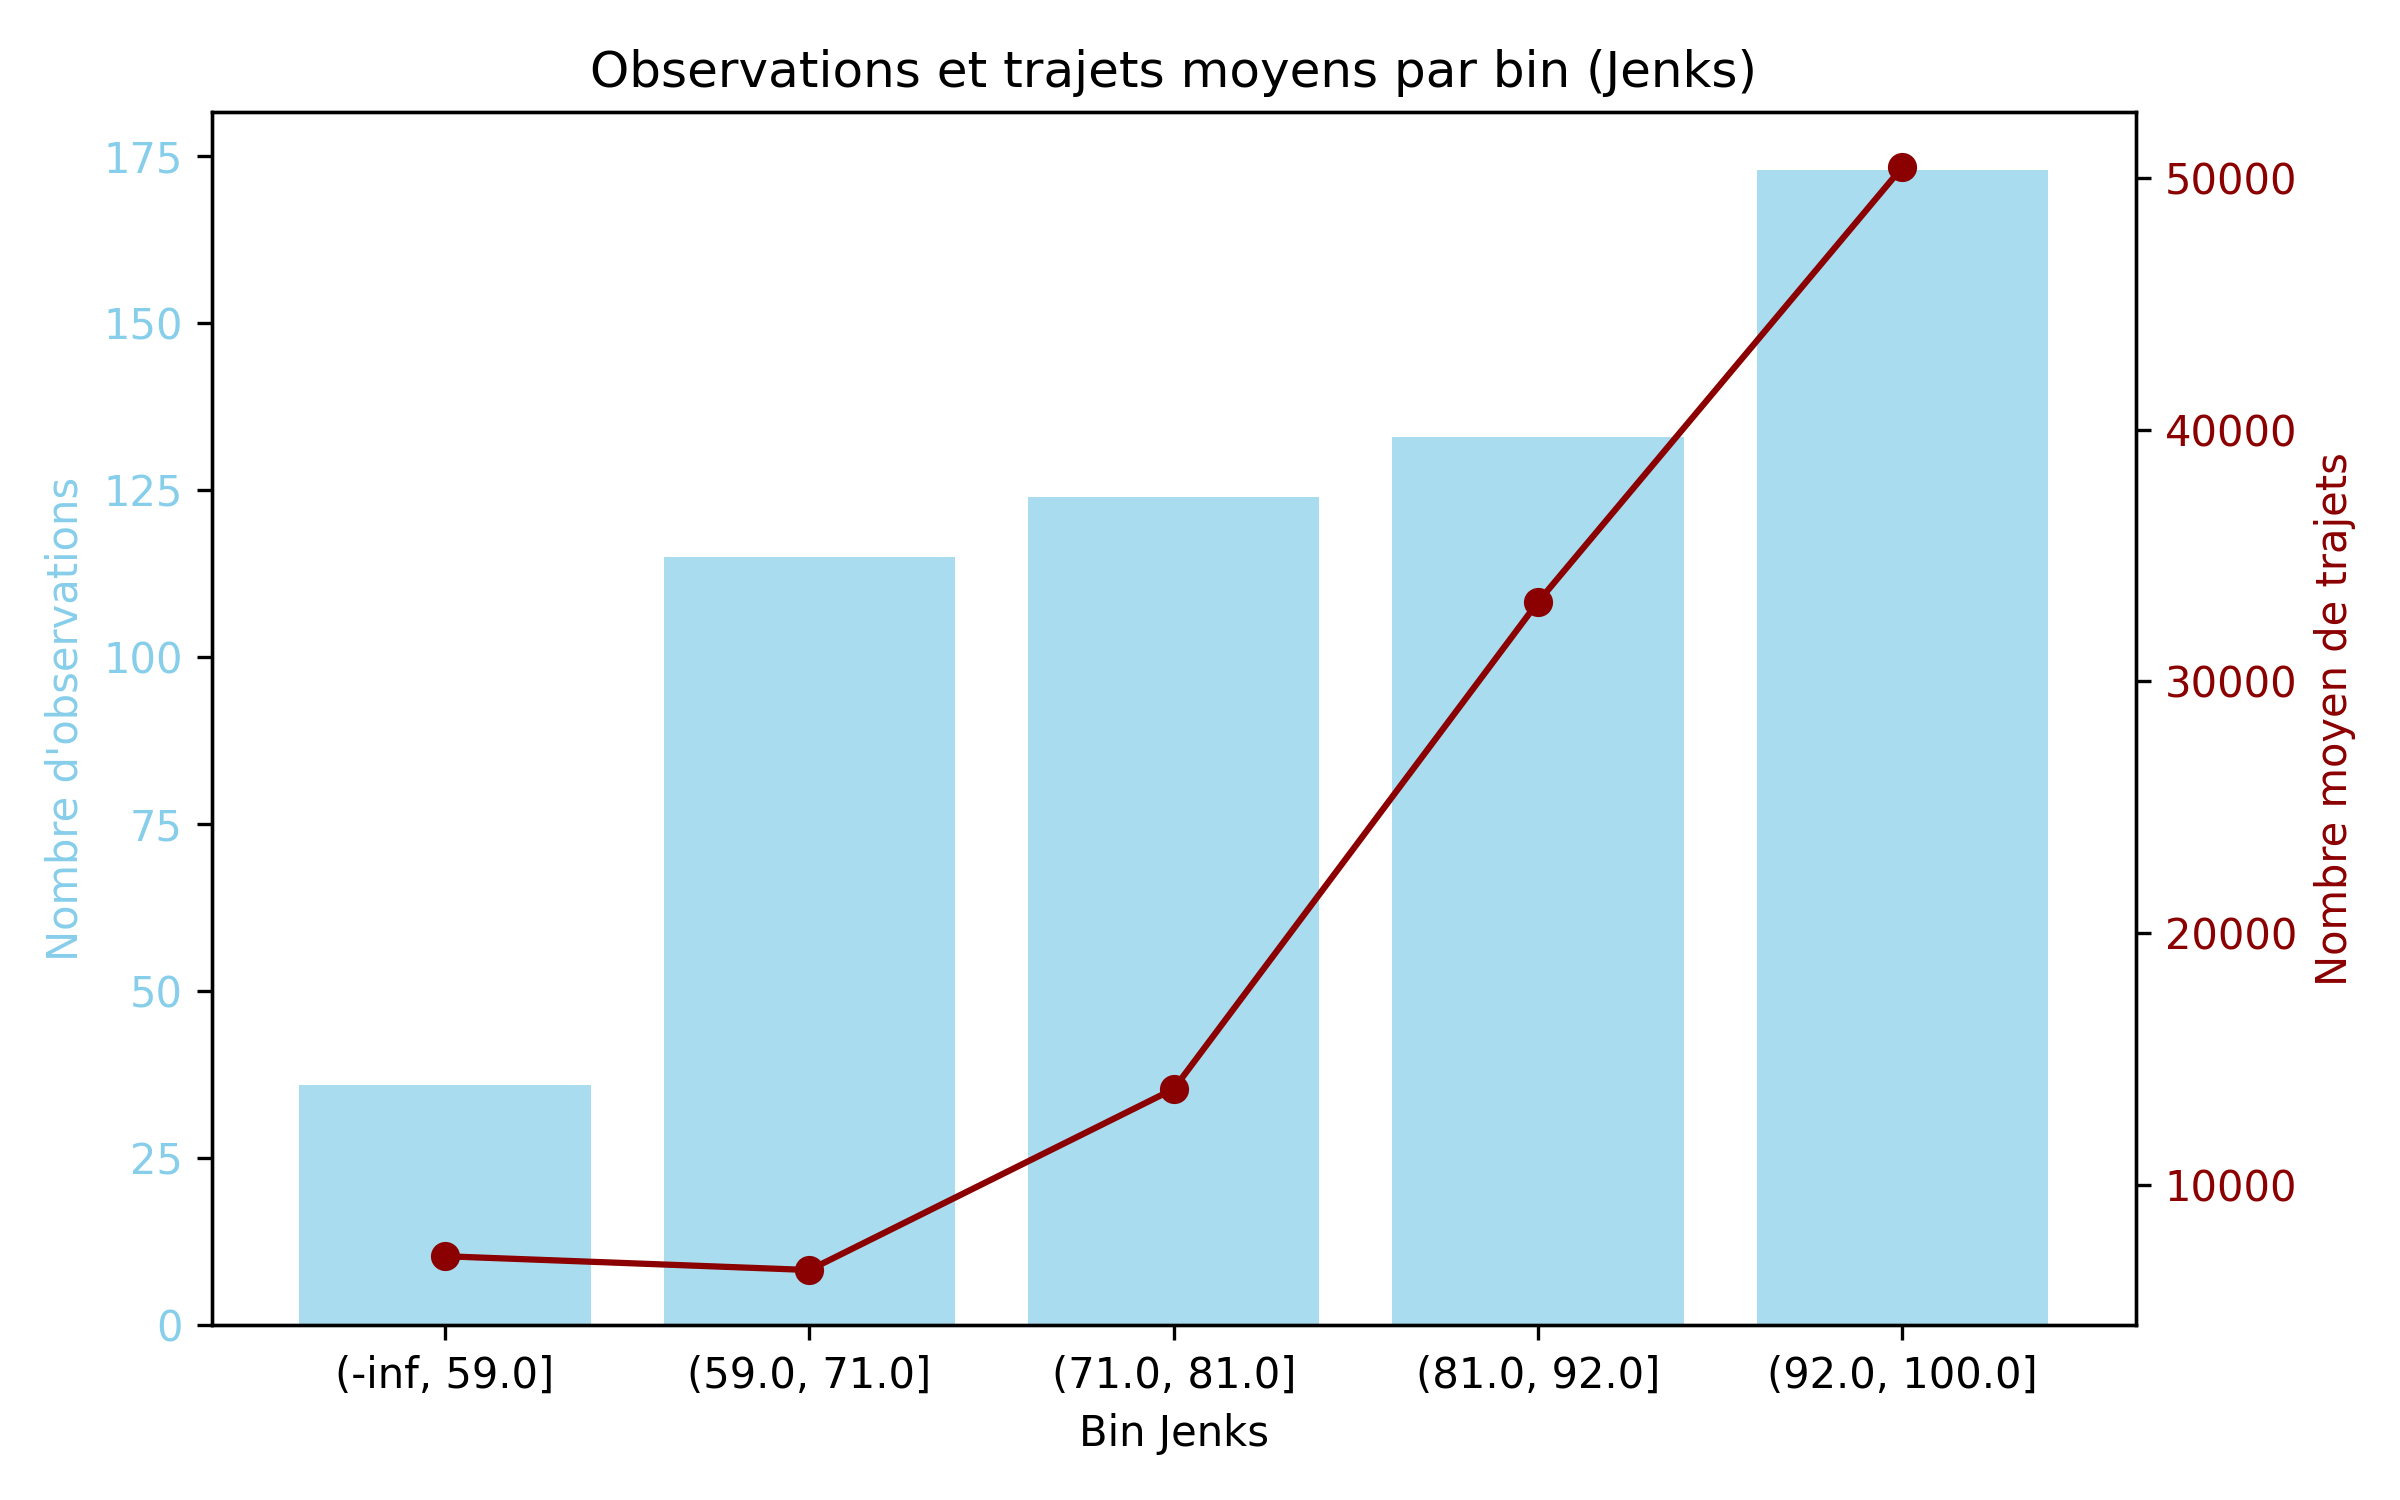 Observations et trajets moyens par bin (Jenks)
175
150
125
100
75
50
25
0
Nombre d'observations
50000
40000
30000
20000
10000
Nombre moyen de trajets
(-inf, 59.0] (59.0, 71.0] (71.0, 81.0] (81.0, 92.0] (92.0, 100.0]
Bin Jenks